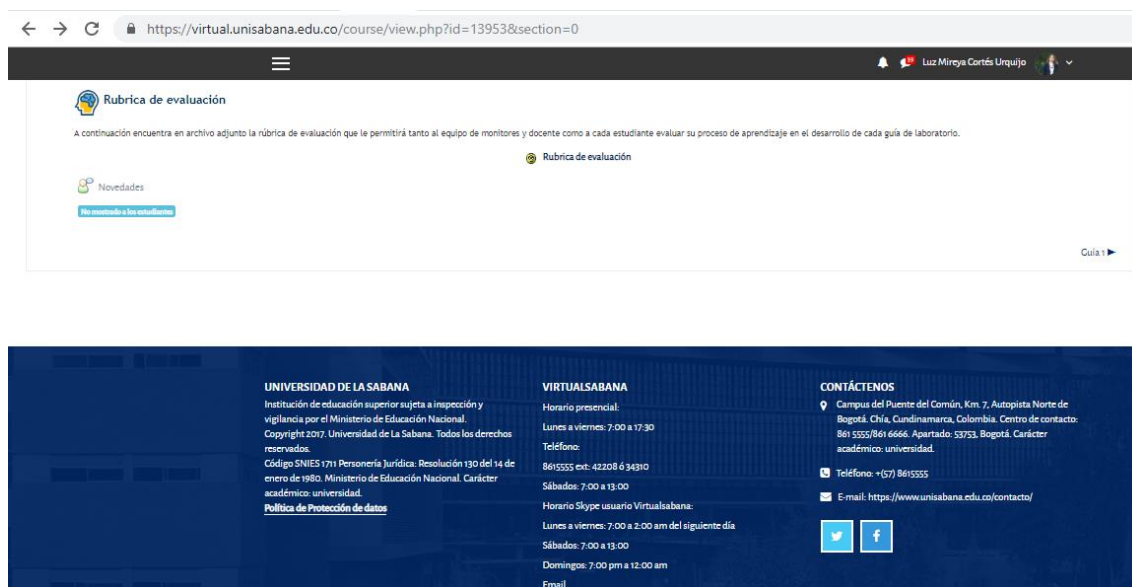 https://virtual.unisabana.edu.co/course/view.php?id=13953&section=0
Luz Mireya Cortés Urquijo
Rubrica de evaluación
A continuación encuentra en archivo adjunto la rúbrica de evaluación que le permitirá tanto al equipo de monitores y docente como a cada estudiante evaluar su proceso de aprendizaje en el desarrollo de cada guía de laboratorio.
Rubrica de evaluación
Novedades
No mostrado a los estudiantes
Guía 1
UNIVERSIDAD DE LA SABANA
Institución de educación superior sujeta a inspección y
vigilancia por el Ministerio de Educación Nacional.
Copyright 2017. Universidad de La Sabana. Todos los derechos
reservados.
Código SNIES 1711 Personería Jurídica: Resolución 130 del 14 de
enero de 1980. Ministerio de Educación Nacional. Carácter
académico: universidad.
Política de Protección de datos
VIRTUALSABANA
Horario presencial:
Lunes a viernes: 7:00 a 17:30
Teléfono:
8615555 ext: 42208 ó 34310
Sábados: 7:00 a 13:00
Horario Skype usuario Virtualsabana:
Lunes a viernes: 7:00 a 2:00 am del siguiente día
Sábados: 7:00 a 13:00
Domingos: 7:00 pm a 12:00 am
Email
CONTÁCTENOS
Campus del Puente del Común, Km. 7, Autopista Norte de
Bogotá. Chía, Cundinamarca, Colombia. Centro de contacto:
861 5555/861 6666. Apartado: 53753, Bogotá. Carácter
académico: universidad.
Teléfono: +(57) 8615555
E-mail: https://www.unisabana.edu.co/contacto/